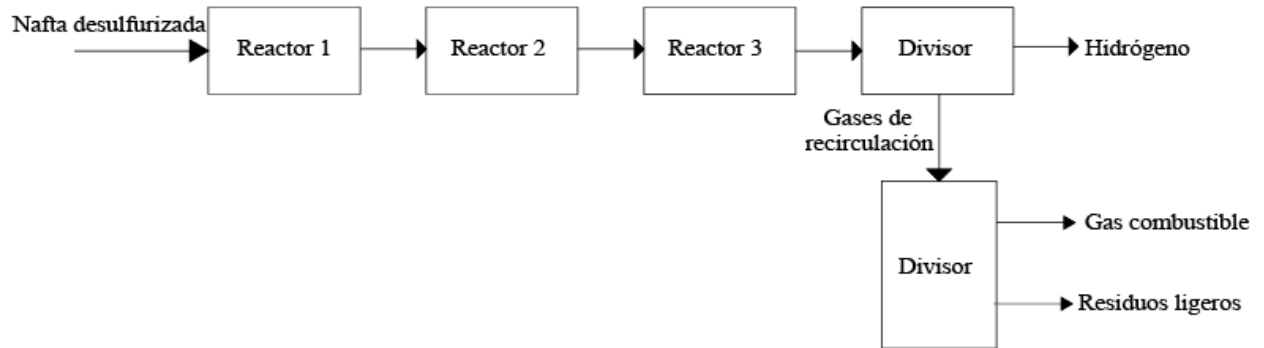 Nafta desulfurizada
Reactor 1
Reactor 2
Reactor 3
Divisor
Hidrógeno
Gases de
recirculación
Divisor
Gas combustible
Residuos ligeros